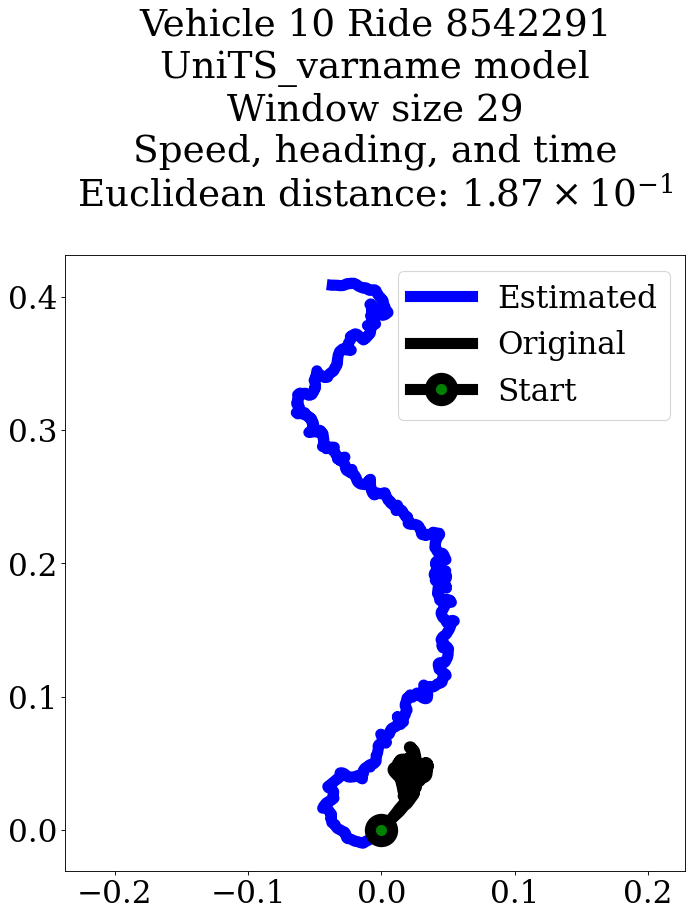 Vehicle 10 Ride 8542291
UniTS_varname model
Window size 29
Speed, heading, and time
Euclidean distance: 1.87 × 10⁻¹
Estimated
Original
Start
0.4
0.3
0.2
0.1
0.0
−0.2
−0.1
0.0
0.1
0.2